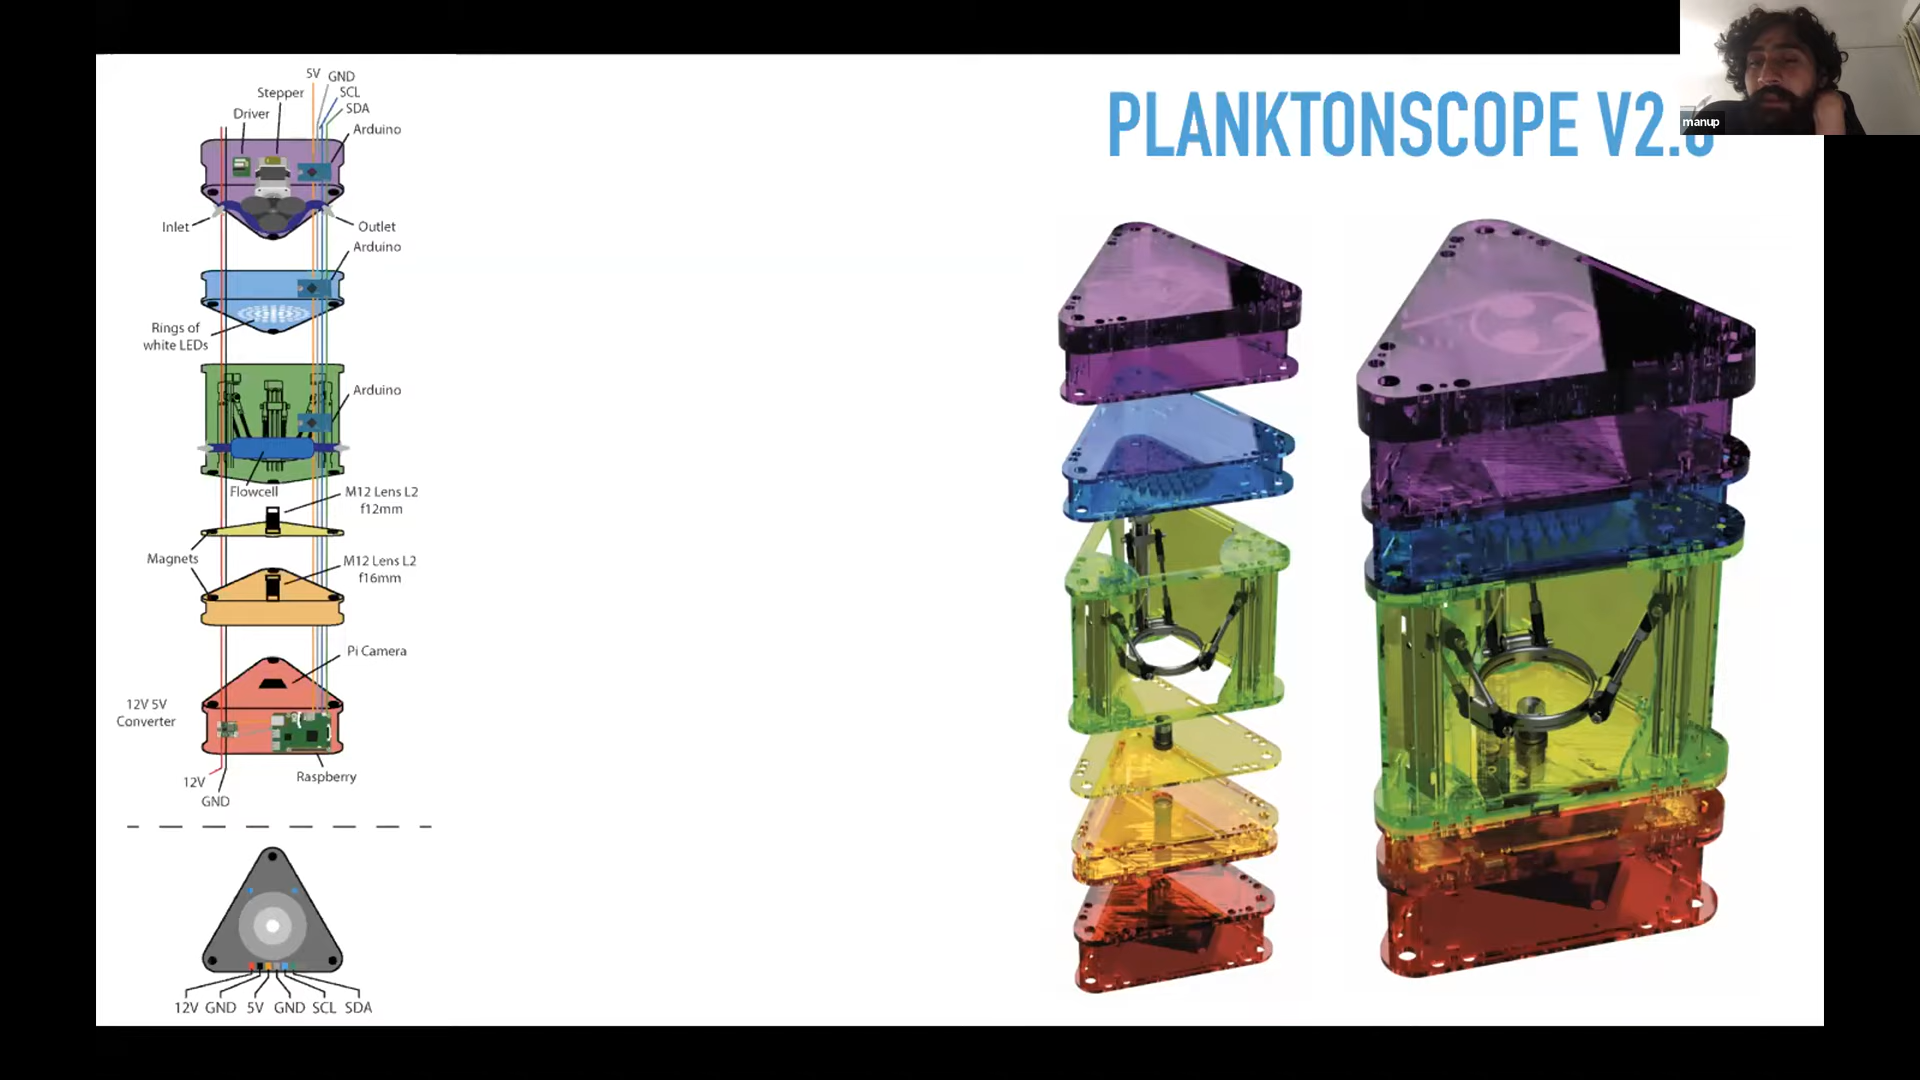 PLANKTONSCOPE V2.
manup
5V
GND
Stepper
SCL
Driver
SDA
Arduino
Inlet
Outlet
Arduino
Rings of
white LEDs
Arduino
Flowcell
M12 Lens L2
f12mm
Magnets
M12 Lens L2
f16mm
Pi Camera
12V 5V
Converter
Raspberry
12V
GND
12V GND 5V GND SCL SDA